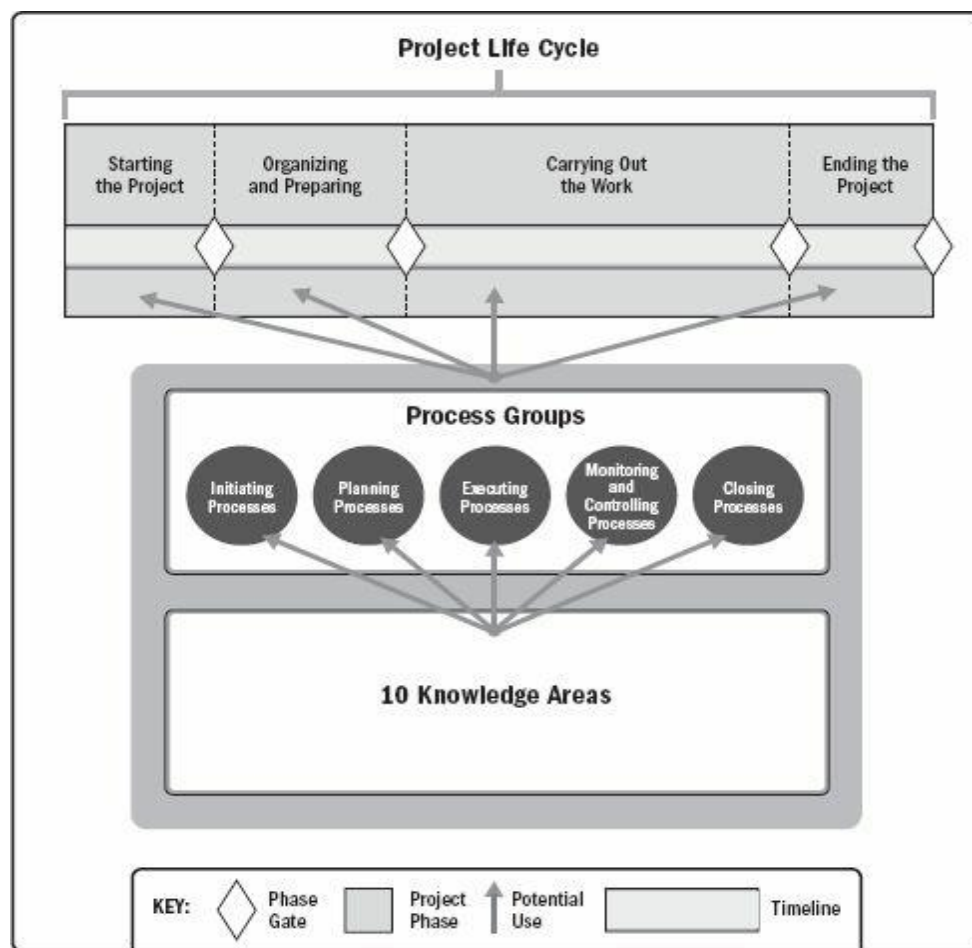 Project Life Cycle
Starting
the Project
Organizing
and Preparing
Carrying Out
the Work
Ending the
Project
Process Groups
Initiating
Processes
Planning
Processes
Executing
Processes
Monitoring
and
Controlling
Processes
Closing
Processes
10 Knowledge Areas
KEY:
Phase
Gate
Project
Phase
Potential
Use
Timeline